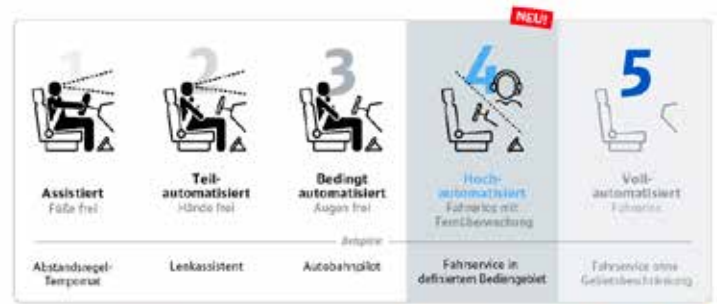 NEU!
1
2
3
4
5
Assistiert
Füße frei
Teil-
automatisiert
Hände frei
Bedingt
automatisiert
Augen frei
Hoch-
automatisiert
Fahrerlos mit
Fernüberwachung
Voll-
automatisiert
Fahrerlos
Beispiele
Abstandsregel-
Tempomat
Lenkassistent
Autobahnpilot
Fahrservice in
definiertem Bediengebiet
Fahrservice ohne
Gebietsbeschränkung